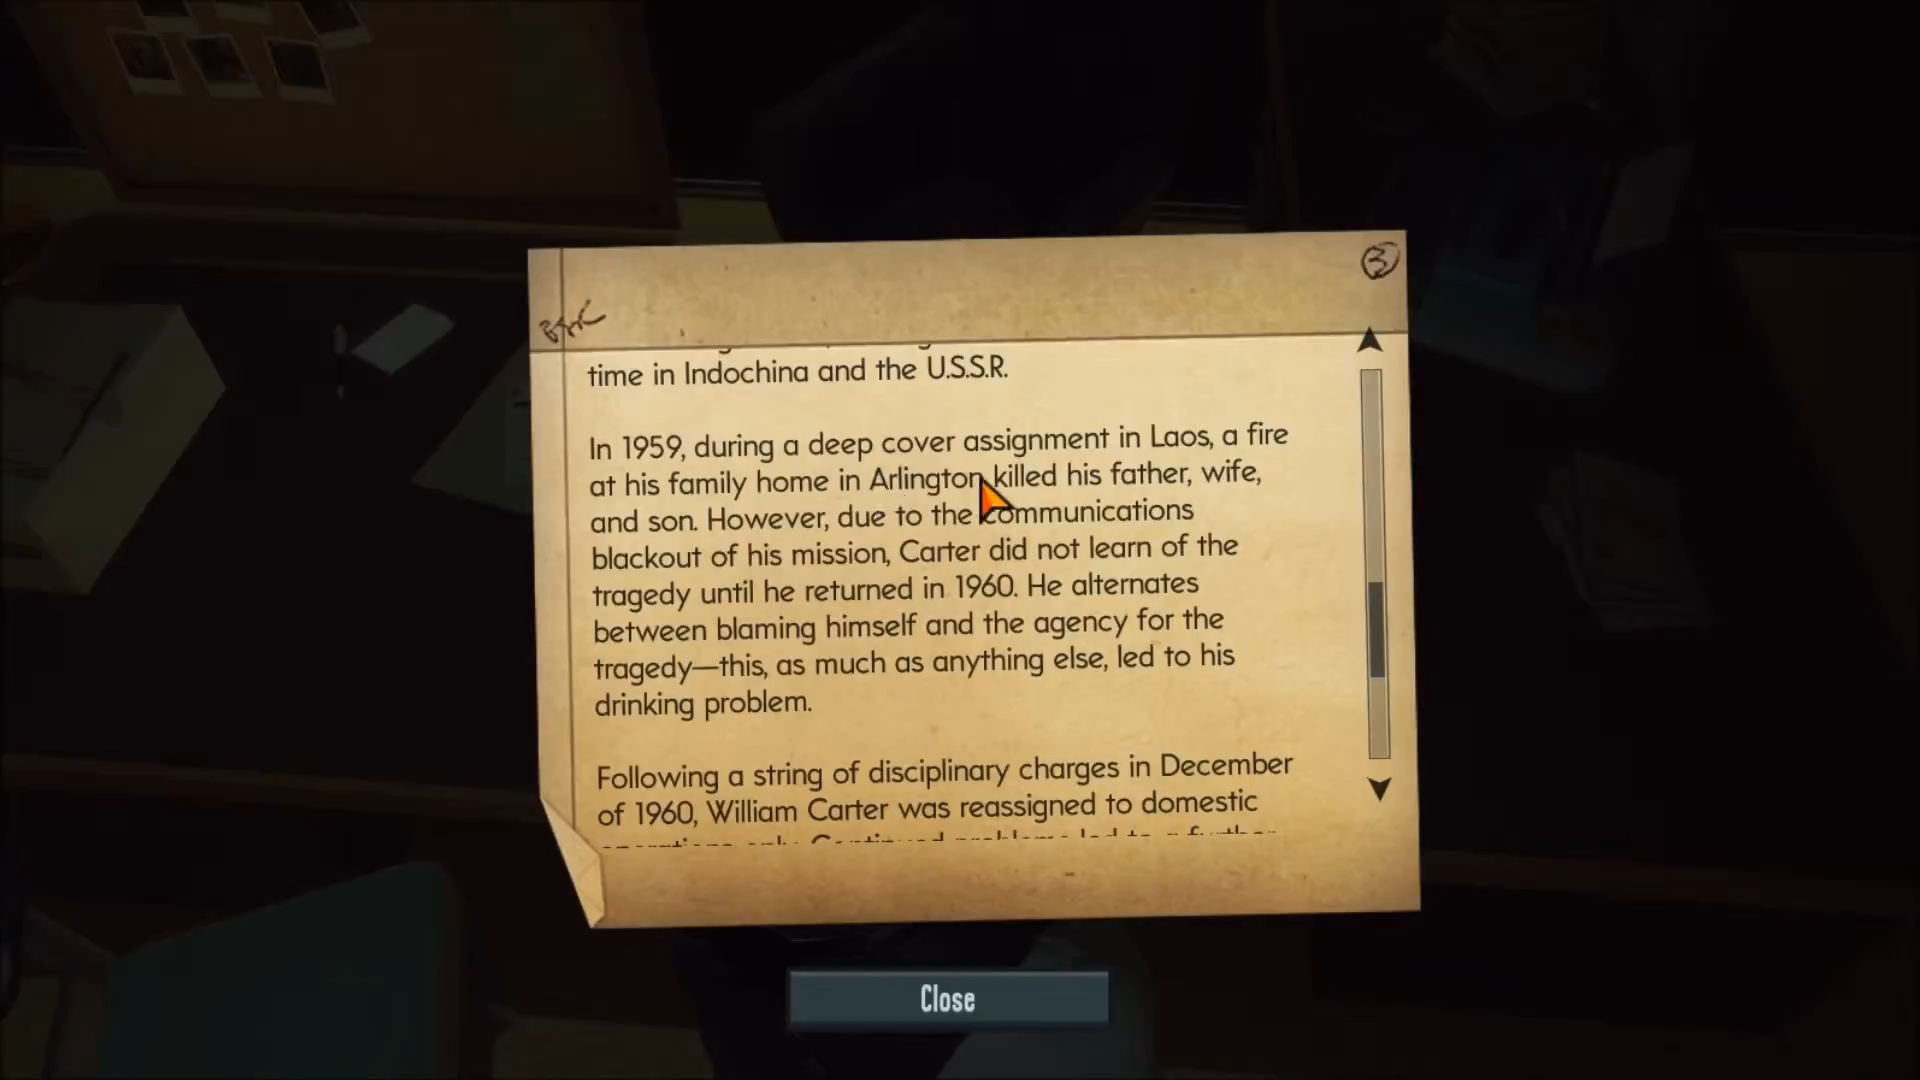 3
time in Indochina and the U.S.S.R.
In 1959, during a deep cover assignment in Laos, a fire
at his family home in Arlington killed his father, wife,
and son. However, due to the communications
blackout of his mission, Carter did not learn of the
tragedy until he returned in 1960. He alternates
between blaming himself and the agency for the
tragedy—this, as much as anything else, led to his
drinking problem.
Following a string of disciplinary charges in December
of 1960, William Carter was reassigned to domestic
Close